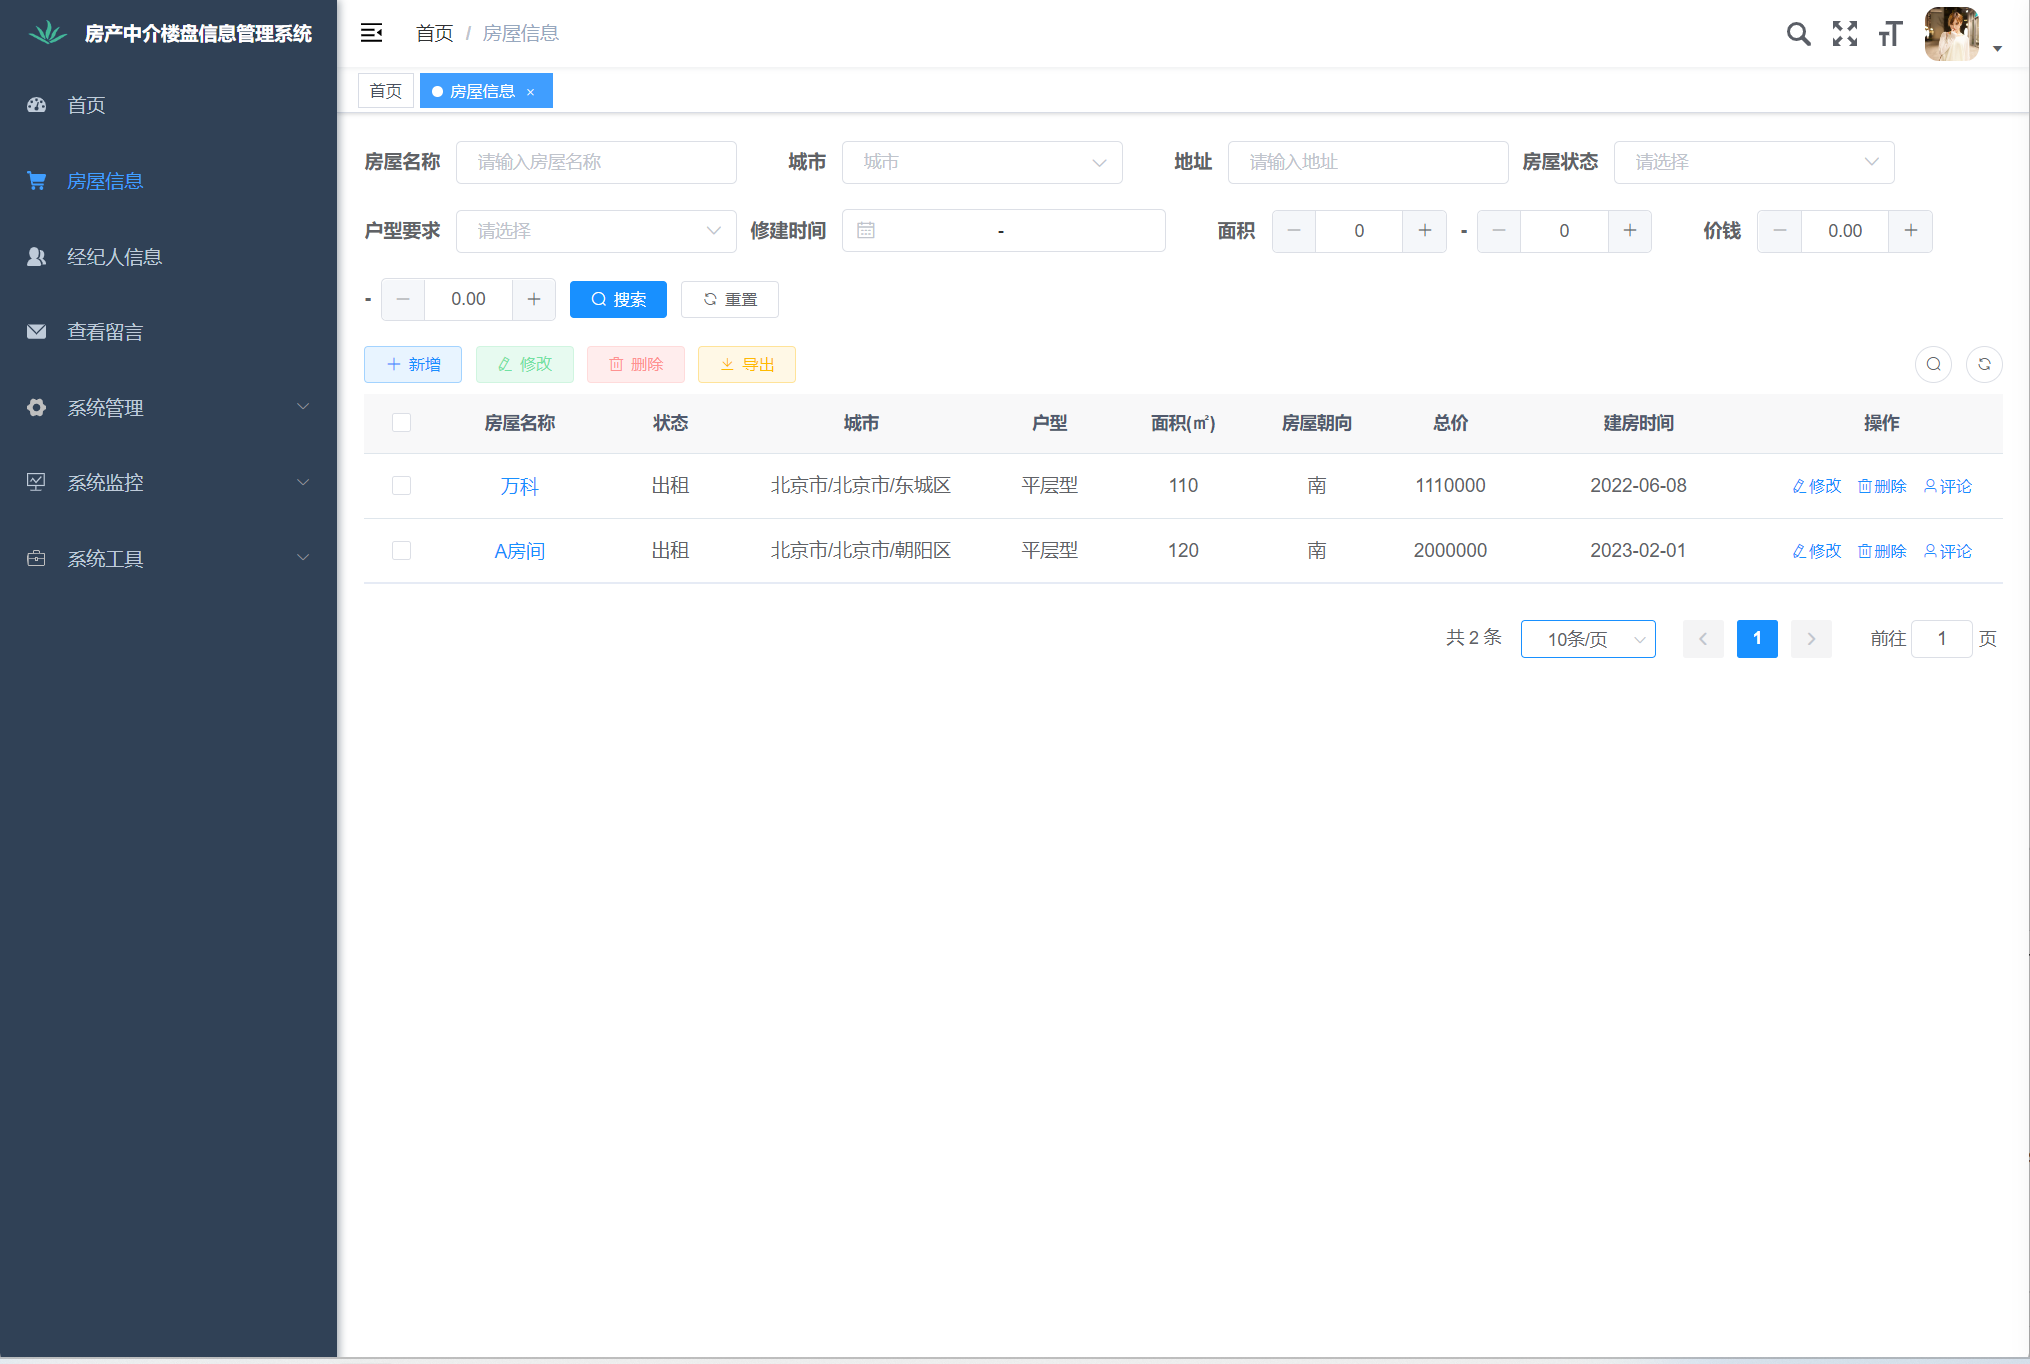 房产中介楼盘信息管理系统
首页
房屋信息
经纪人信息
查看留言
系统管理
系统监控
系统工具
首页 / 房屋信息
首页 房屋信息 ×
房屋名称 请输入房屋名称 城市 城市 地址 请输入地址 房屋状态 请选择
户型要求 请选择 修建时间 - 面积 − 0 + - − 0 + 价钱 − 0.00 +
- − 0.00 + 搜索 重置
+ 新增 修改 删除 导出
房屋名称 状态 城市 户型 面积(㎡) 房屋朝向 总价 建房时间 操作
万科 出租 北京市/北京市/东城区 平层型 110 南 1110000 2022-06-08 修改 删除 评论
A房间 出租 北京市/北京市/朝阳区 平层型 120 南 2000000 2023-02-01 修改 删除 评论
共 2 条 10条/页 < 1 > 前往 1 页